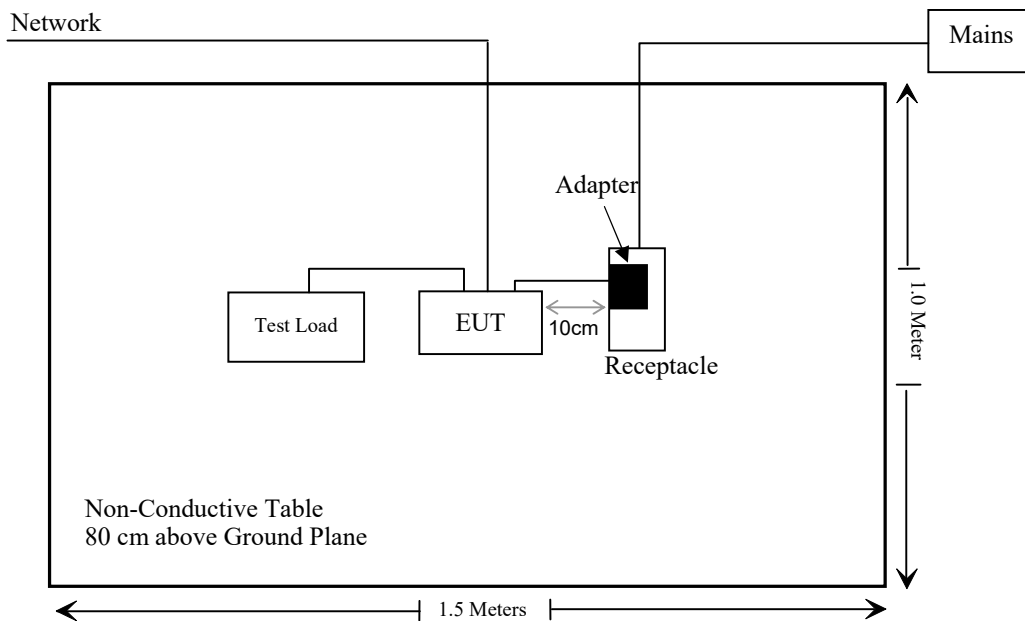 Network
Mains
Adapter
Test Load
EUT
10cm
Receptacle
1.0 Meter
Non-Conductive Table
80 cm above Ground Plane
1.5 Meters